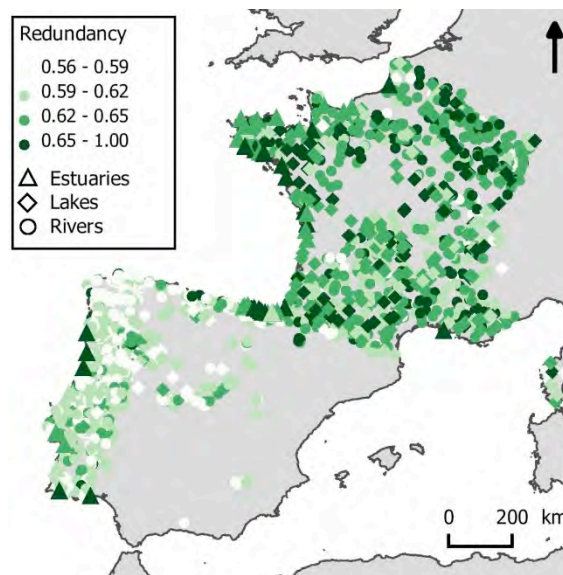 Redundancy
0.56 - 0.59
0.59 - 0.62
0.62 - 0.65
0.65 - 1.00
Estuaries
Lakes
Rivers
0 200 km